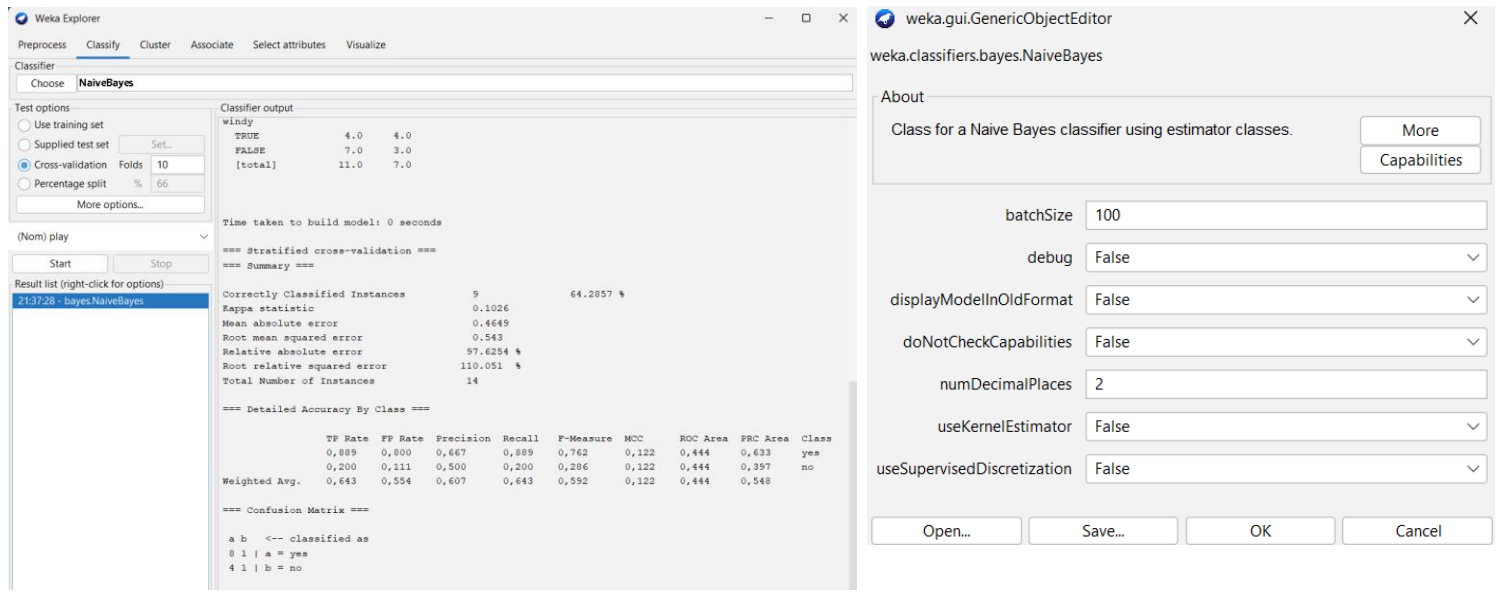 Weka Explorer
Preprocess Classify Cluster Associate Select attributes Visualize
Classifier
Choose NaiveBayes
Test options
Use training set
Supplied test set Set...
Cross-validation Folds 10
Percentage split % 66
More options...
(Nom) play
Start Stop
Result list (right-click for options)
21:37:28 - bayes.NaiveBayes
Classifier output
windy
TRUE 4.0 4.0
FALSE 7.0 3.0
[total] 11.0 7.0
Time taken to build model: 0 seconds
=== Stratified cross-validation ===
=== Summary ===
Correctly Classified Instances 9 64.2857 %
Kappa statistic 0.1026
Mean absolute error 0.4649
Root mean squared error 0.543
Relative absolute error 97.6254 %
Root relative squared error 110.051 %
Total Number of Instances 14
=== Detailed Accuracy By Class ===
TP Rate FP Rate Precision Recall F-Measure MCC ROC Area PRC Area Class
0,889 0,800 0,667 0,889 0,762 0,122 0,444 0,633 yes
0,200 0,111 0,500 0,200 0,286 0,122 0,444 0,397 no
Weighted Avg. 0,643 0,554 0,607 0,643 0,592 0,122 0,444 0,548
=== Confusion Matrix ===
a b <-- classified as
8 1 | a = yes
4 1 | b = no
weka.gui.GenericObjectEditor
weka.classifiers.bayes.NaiveBayes
About
Class for a Naive Bayes classifier using estimator classes.
More
Capabilities
batchSize 100
debug False
displayModelInOldFormat False
doNotCheckCapabilities False
numDecimalPlaces 2
useKernelEstimator False
useSupervisedDiscretization False
Open... Save... OK Cancel